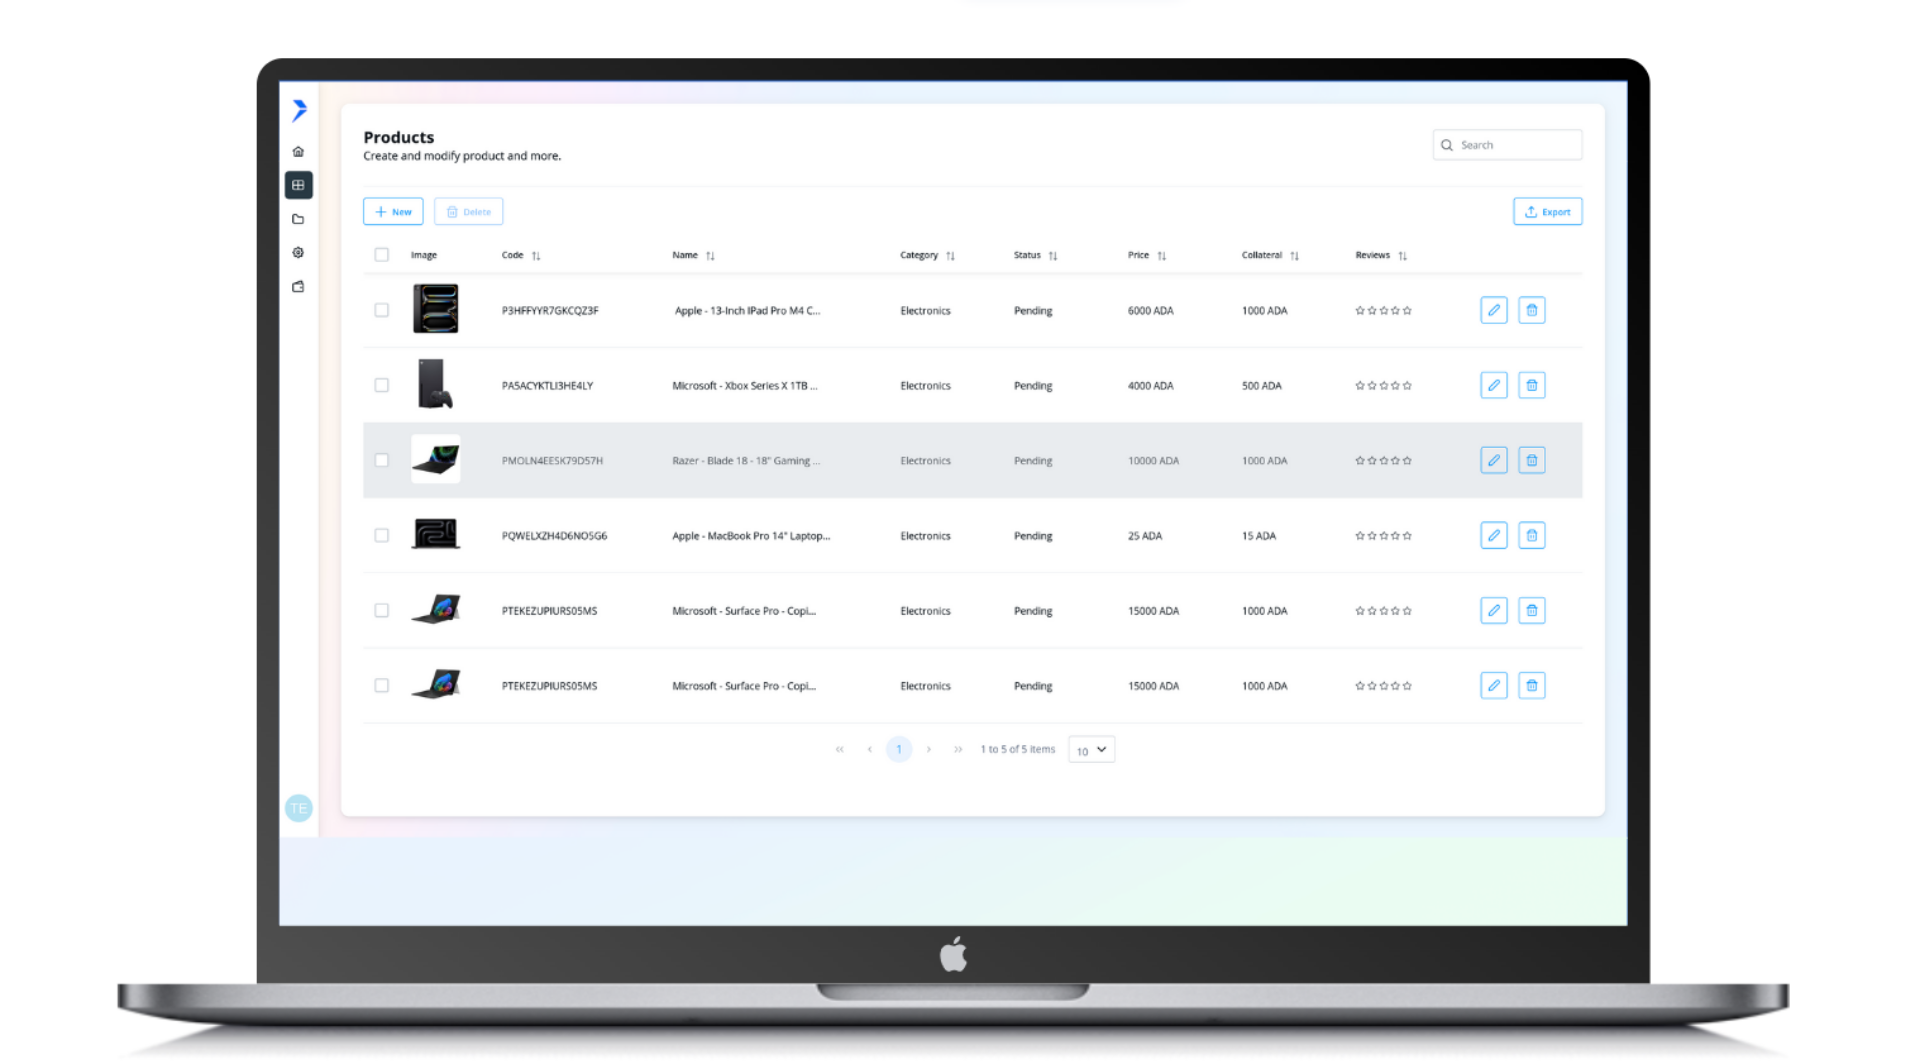 Products
Create and modify product and more.
Search
New Delete Export
Image Code Name Category Status Price Collateral Reviews
P3HFFYYR7GKCQZ3F Apple - 13-Inch IPad Pro M4 C... Electronics Pending 6000 ADA 1000 ADA
PA5ACYKTLI3HE4LY Microsoft - Xbox Series X 1TB ... Electronics Pending 4000 ADA 500 ADA
PMOLN4EESK79D57H Razer - Blade 18 - 18" Gaming ... Electronics Pending 10000 ADA 1000 ADA
PQWELXZH4D6NO5G6 Apple - MacBook Pro 14" Laptop... Electronics Pending 25 ADA 15 ADA
PTEKEZUPIURS05MS Microsoft - Surface Pro - Copi... Electronics Pending 15000 ADA 1000 ADA
PTEKEZUPIURS05MS Microsoft - Surface Pro - Copi... Electronics Pending 15000 ADA 1000 ADA
1 1 to 5 of 5 items 10
TE